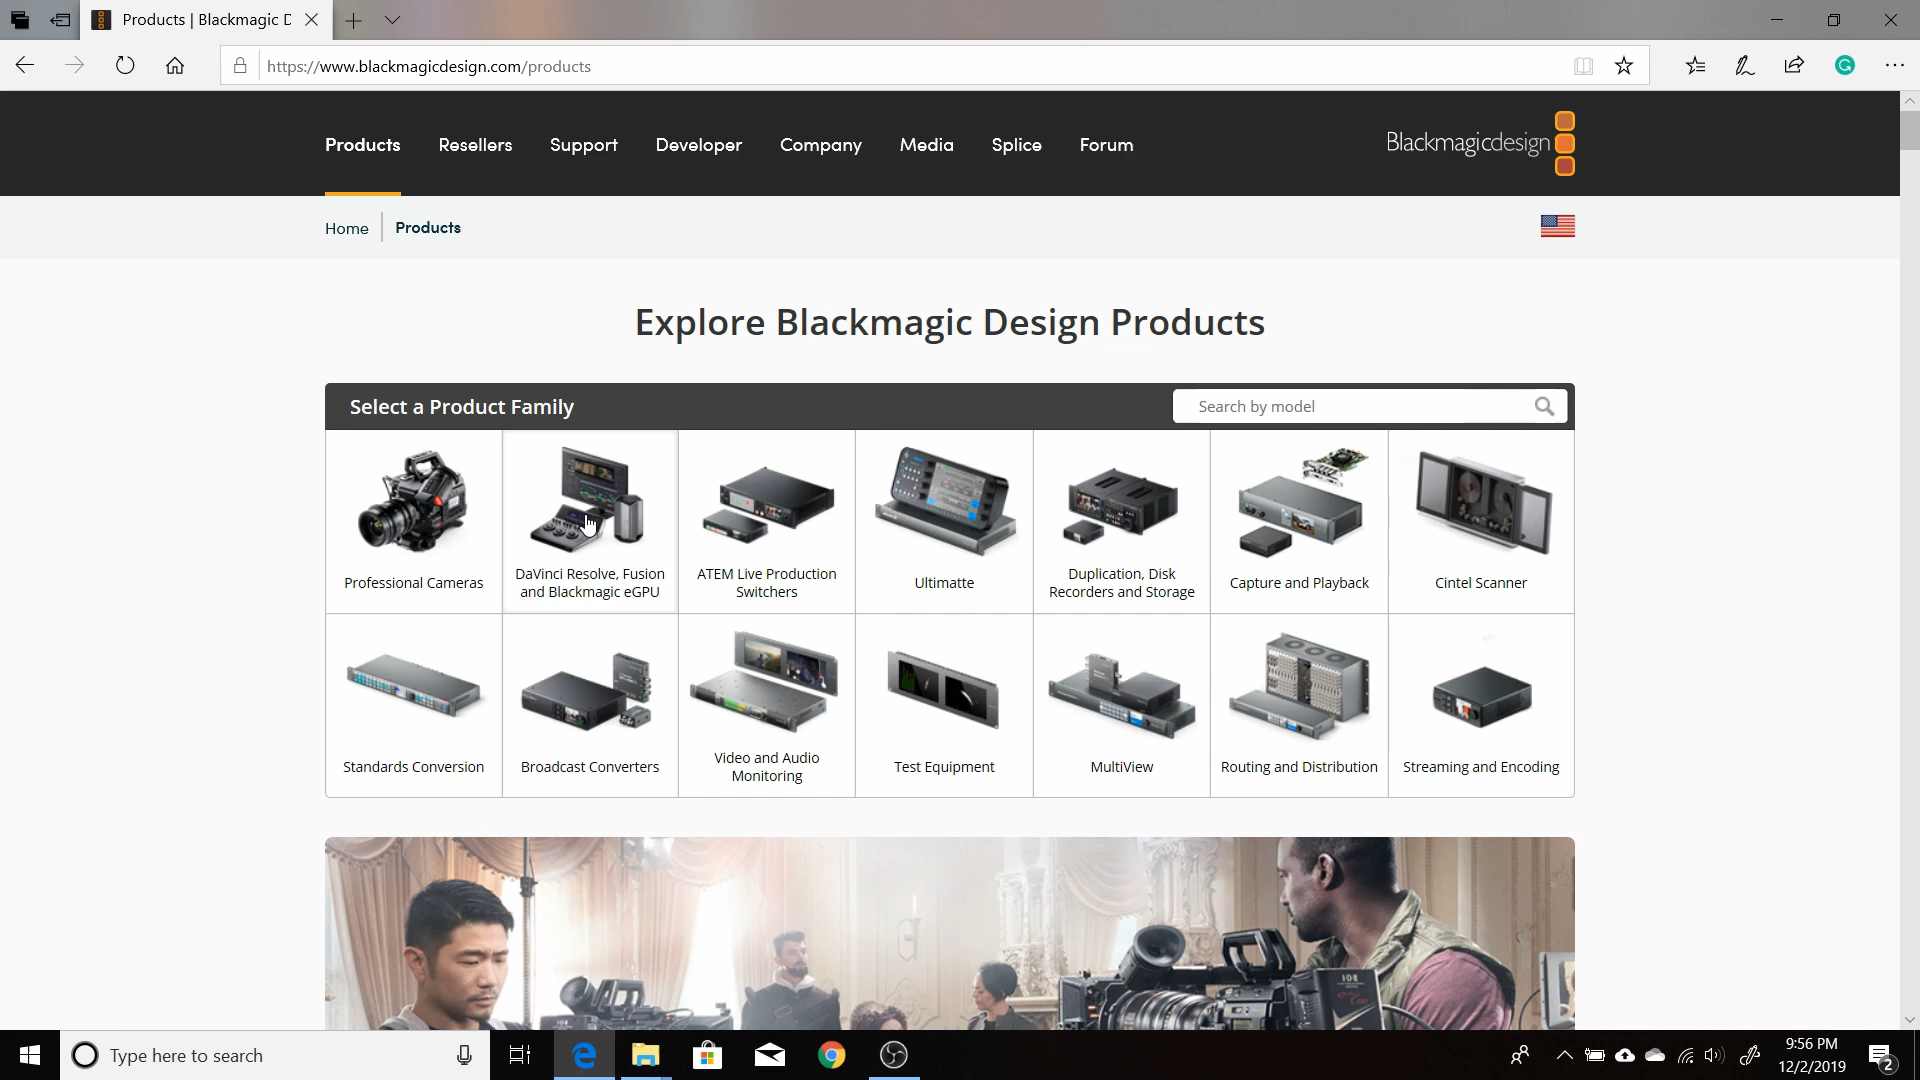 Products | Blackmagic D
https://www.blackmagicdesign.com/products
Products
Resellers
Support
Developer
Company
Media
Splice
Forum
Blackmagicdesign
Home
Products
Explore Blackmagic Design Products
Select a Product Family
Search by model
Professional Cameras
DaVinci Resolve, Fusion
and Blackmagic eGPU
ATEM Live Production
Switchers
Ultimatte
Duplication, Disk
Recorders and Storage
Capture and Playback
Cintel Scanner
Standards Conversion
Broadcast Converters
Video and Audio
Monitoring
Test Equipment
MultiView
Routing and Distribution
Streaming and Encoding
Type here to search
9:56 PM
12/2/2019
2